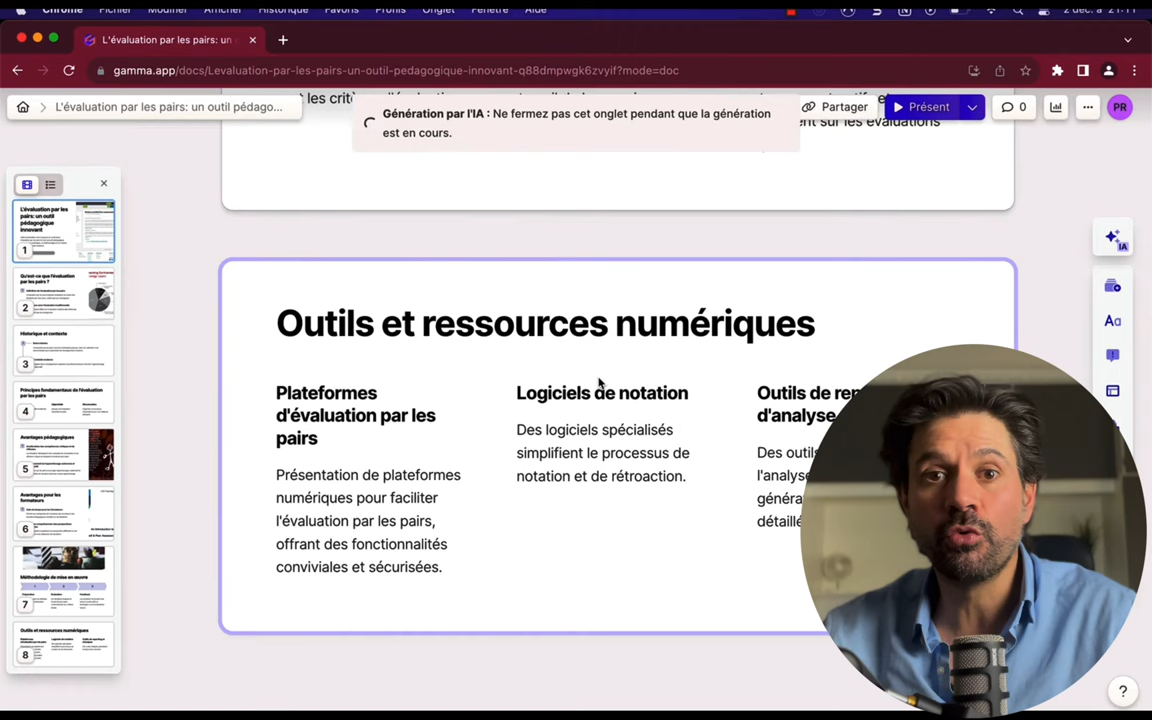 Chrome Fichier Modifier Afficher Historique Favoris Profils Onglet Fenêtre Aide
2 déc. à 21:11
L'évaluation par les pairs: un
gamma.app/docs/Levaluation-par-les-pairs-un-outil-pedagogique-innovant-q88dmpwgk6zvyif?mode=doc
L'évaluation par les pairs: un outil pédago...
Génération par l'IA : Ne fermez pas cet onglet pendant que la génération
est en cours.
Partager
Présent
0
PR
sur les évaluations
L'évaluation par les
pairs: un outil
pédagogique
innovant
1
Qu'est-ce que l'évaluation
par les pairs ?
2
Historique et contexte
3
Principes fondamentaux de l'évaluation
par les pairs
4
Avantages pédagogiques
5
Avantages pour les
formateurs
6
Méthodologie de mise en œuvre
7
Outils et ressources numériques
8
IA
Aa
Outils et ressources numériques
Plateformes
d'évaluation par les
pairs
Présentation de plateformes
numériques pour faciliter
l'évaluation par les pairs,
offrant des fonctionnalités
conviviales et sécurisées.
Logiciels de notation
Des logiciels spécialisés
simplifient le processus de
notation et de rétroaction.
Outils de
d'analyse
Des outils
l'analyse
?